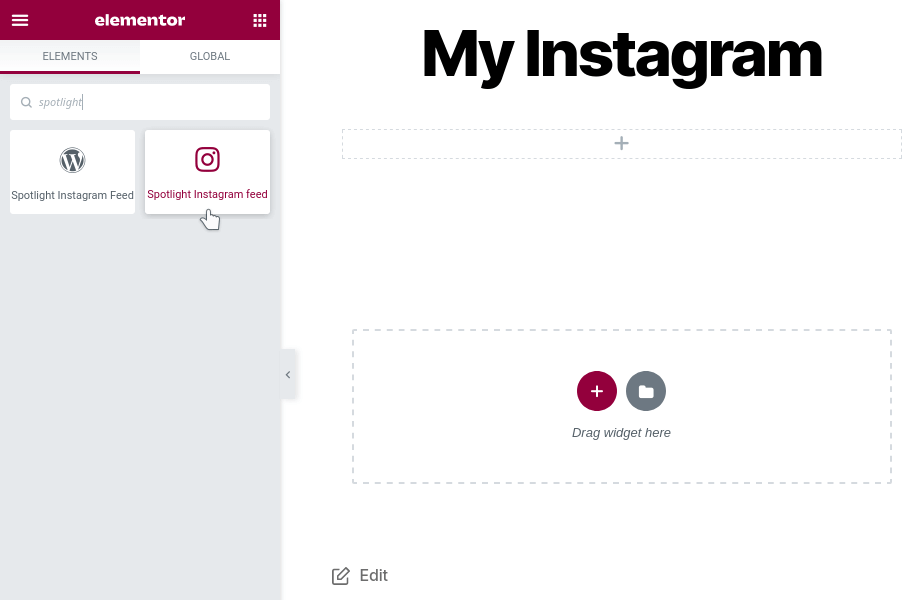 elementor
ELEMENTS
GLOBAL
spotlight
Spotlight Instagram Feed
Spotlight Instagram feed
My Instagram
Drag widget here
Edit